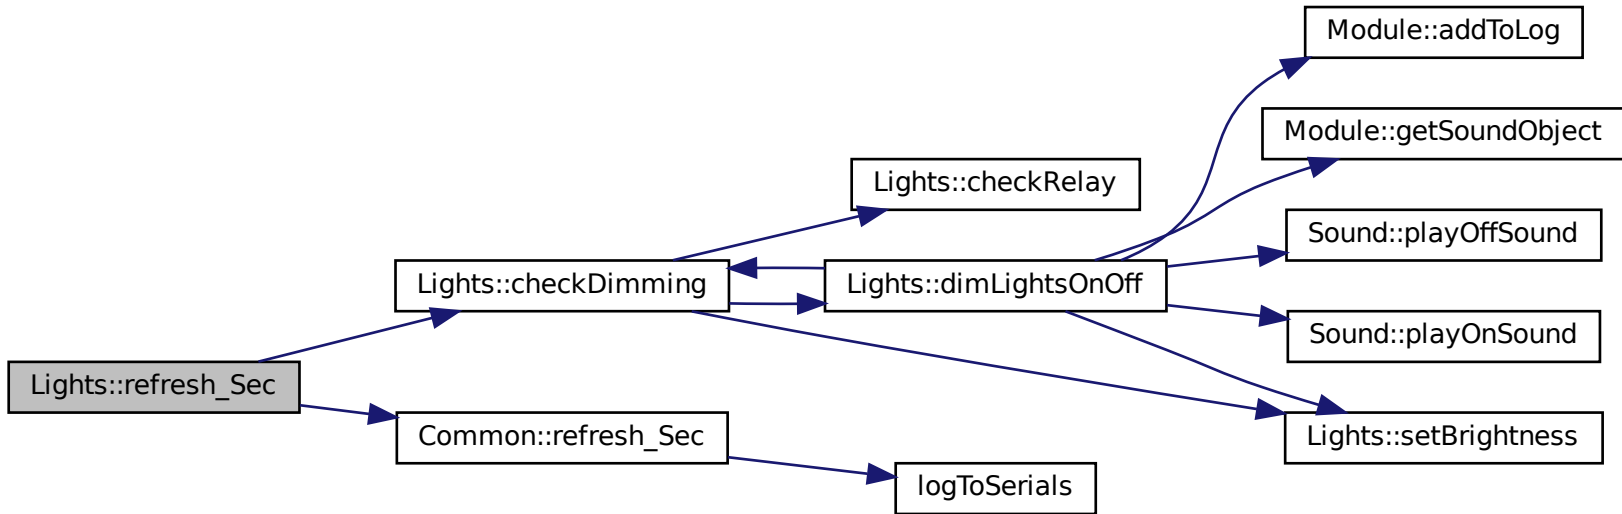 Module::addToLog
Module::getSoundObject
Lights::checkRelay
Sound::playOffSound
Lights::checkDimming
Lights::dimLightsOnOff
Sound::playOnSound
Lights::refresh_Sec
Common::refresh_Sec
Lights::setBrightness
logToSerials